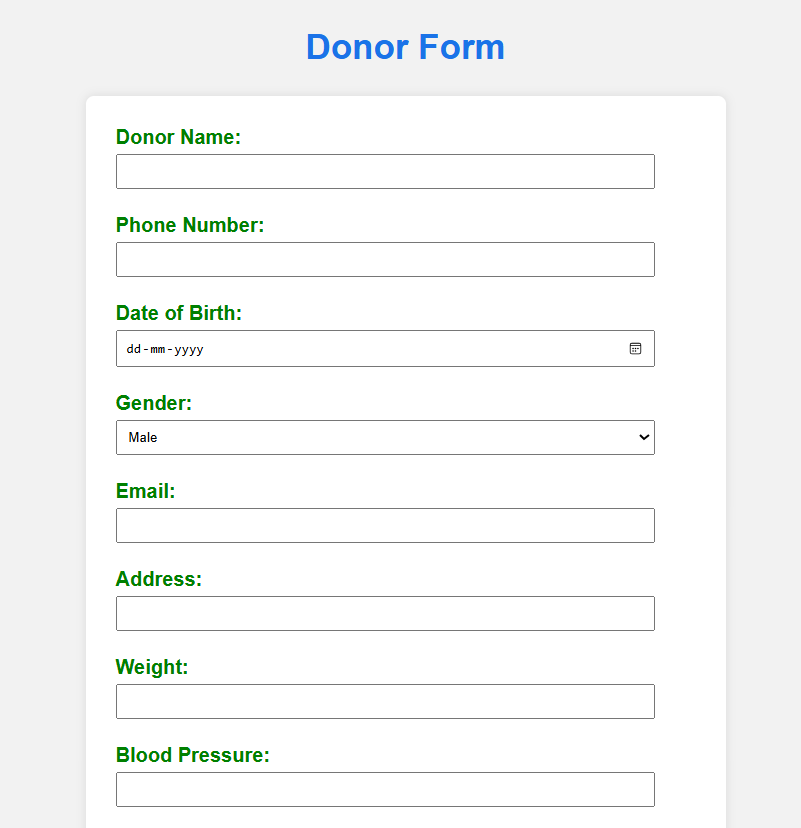 Donor Form
Donor Name:
Phone Number:
Date of Birth:
dd-mm-yyyy
Gender:
Male
Email:
Address:
Weight:
Blood Pressure: